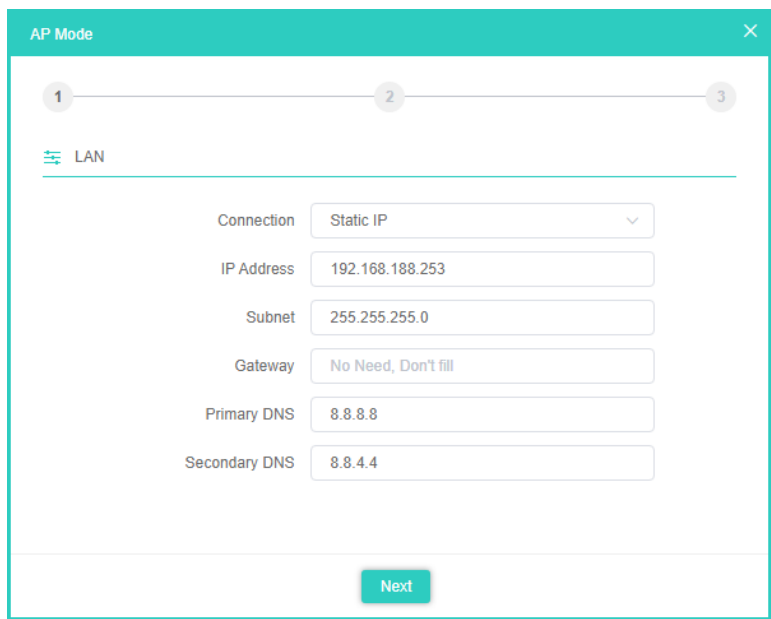 AP Mode
1 2 3
LAN
Connection Static IP
IP Address 192.168.188.253
Subnet 255.255.255.0
Gateway No Need, Don't fill
Primary DNS 8.8.8.8
Secondary DNS 8.8.4.4
Next